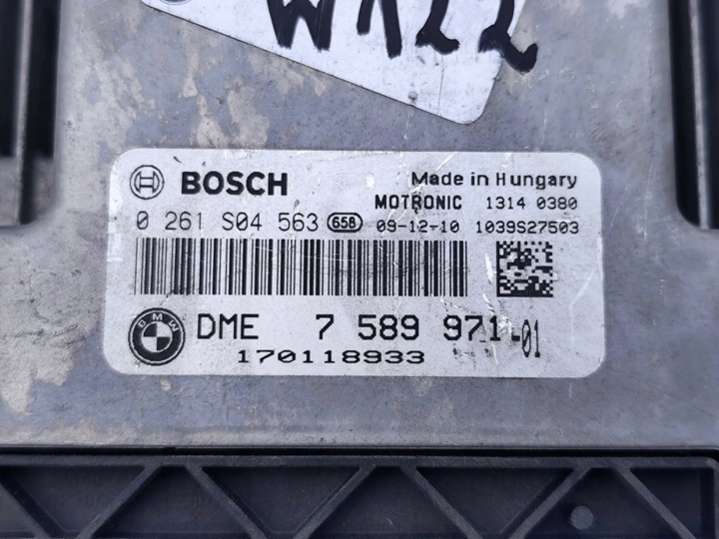 BOSCH
Made in Hungary
MOTRONIC 1314 0380
0 261 S04 563 658 09-12-10 1039S27503
BMW
DME 7 589 971-01
170118933